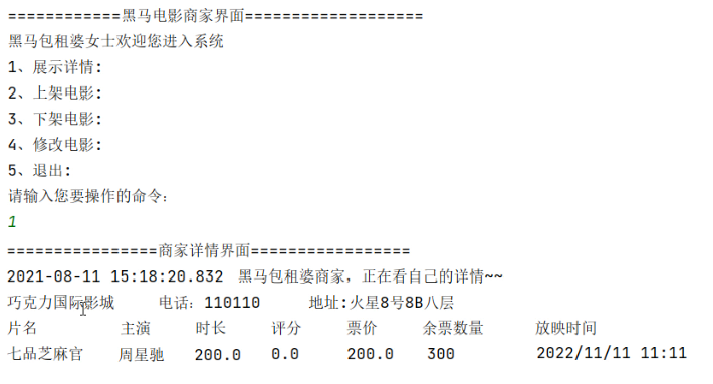 ============黑马电影商家界面===================
黑马包租婆女士欢迎您进入系统
1、展示详情:
2、上架电影:
3、下架电影:
4、修改电影:
5、退出:
请输入您要操作的命令：
1
================商家详情界面=================
2021-08-11 15:18:20.832 黑马包租婆商家，正在看自己的详情~~
巧克力国际影城 电话：110110 地址:火星8号8B八层
片名 主演 时长 评分 票价 余票数量 放映时间
七品芝麻官 周星驰 200.0 0.0 200.0 300 2022/11/11 11:11